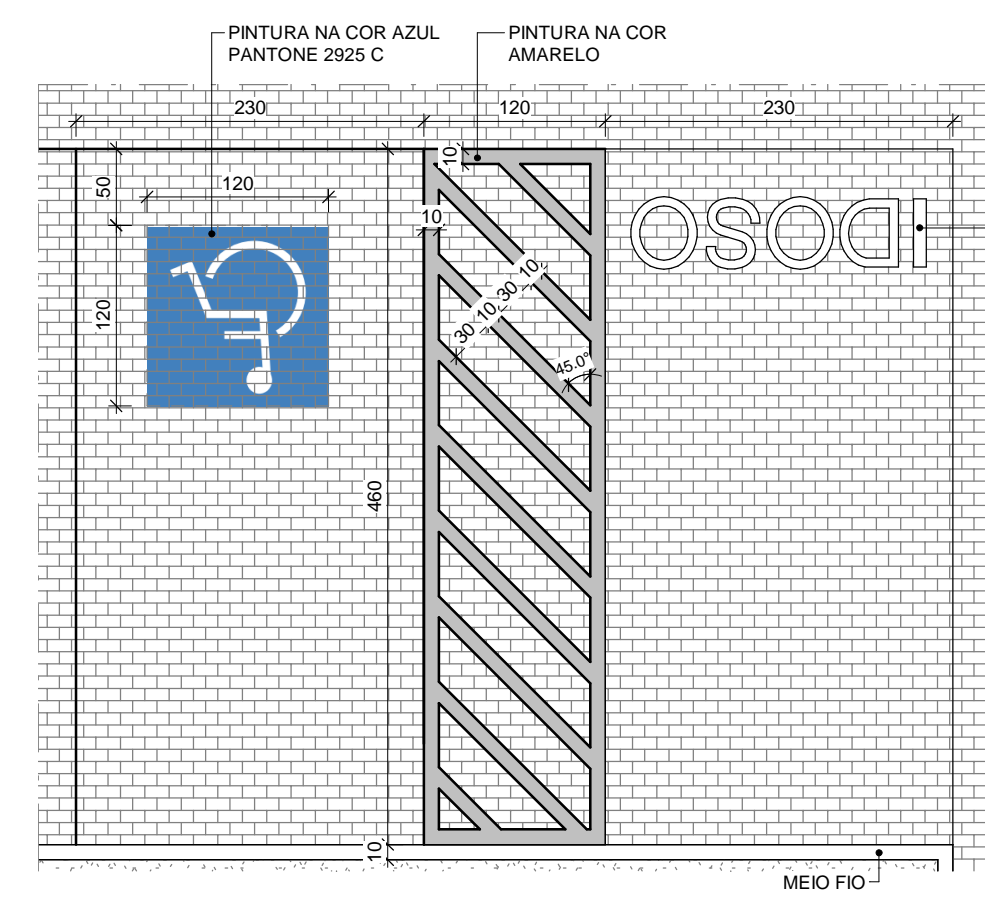 PINTURA NA COR AZUL
PANTONE 2925 C
PINTURA NA COR
AMARELO
230
120
230
10
50
120
10
IDOSO
120
30
10
30
10
45.0°
460
10
MEIO FIO